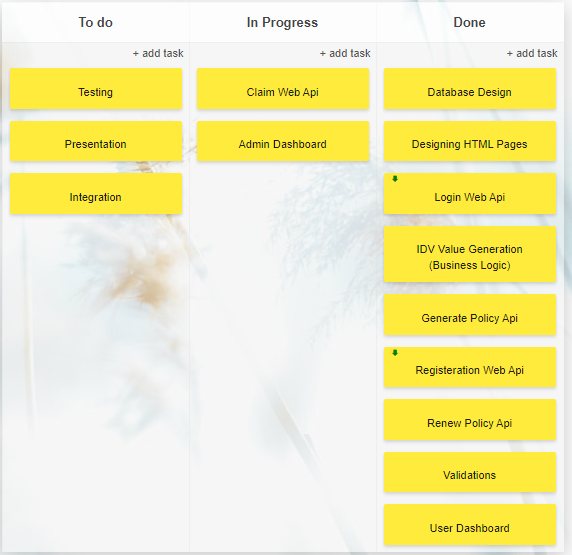 To do
+ add task
Testing
Presentation
Integration
In Progress
+ add task
Claim Web Api
Admin Dashboard
Done
+ add task
Database Design
Designing HTML Pages
Login Web Api
IDV Value Generation
(Business Logic)
Generate Policy Api
Registeration Web Api
Renew Policy Api
Validations
User Dashboard